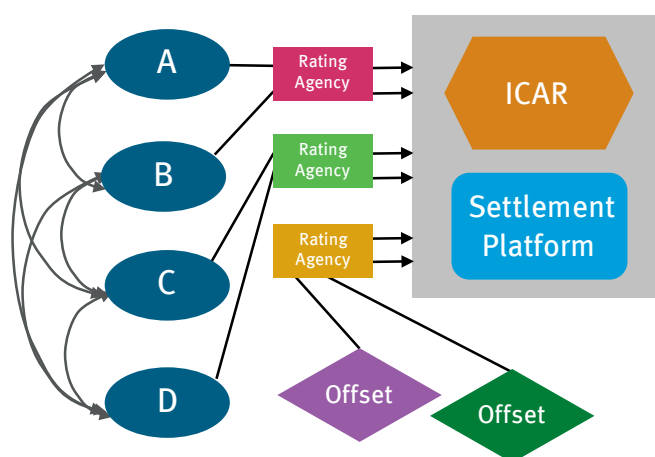 A
B
C
D
Rating
Agency
Rating
Agency
Rating
Agency
ICAR
Settlement
Platform
Offset
Offset